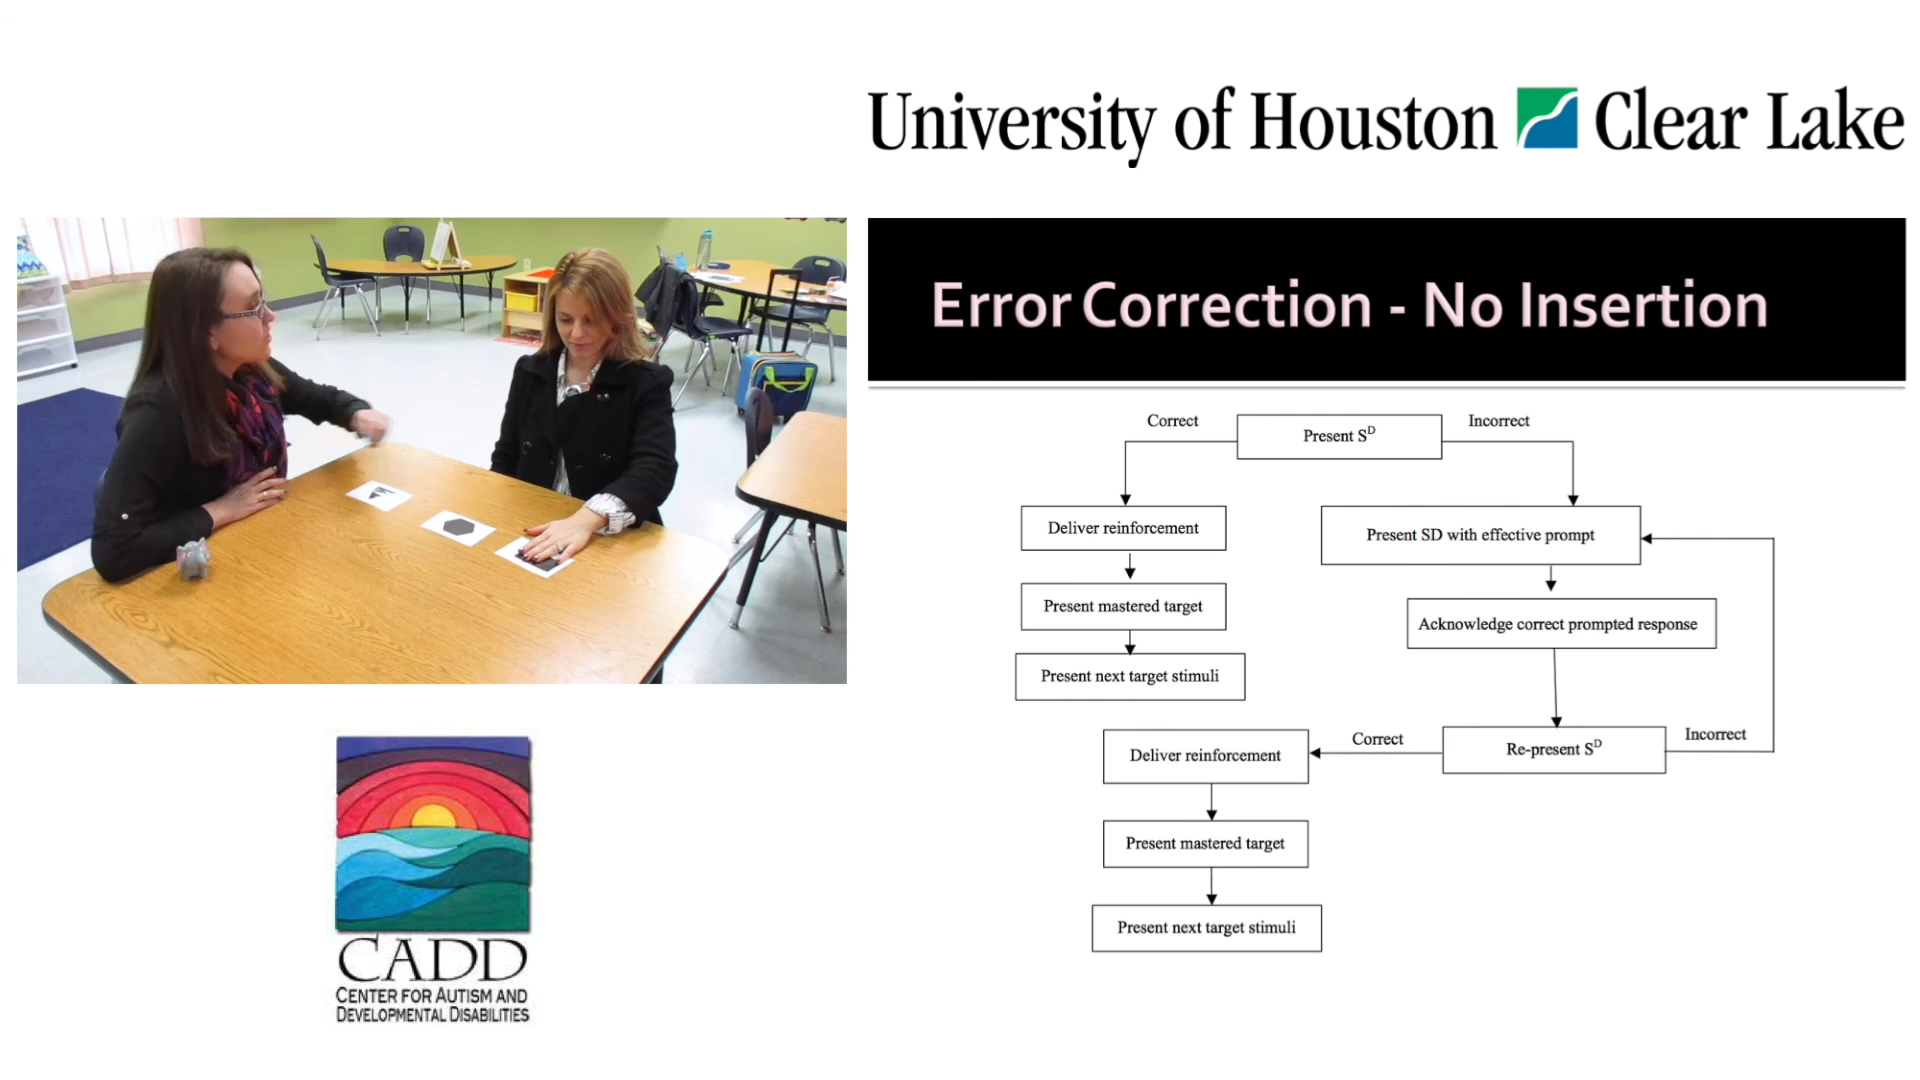 University of Houston Clear Lake
Error Correction - No Insertion
Correct
Present S^D
Incorrect
Deliver reinforcement
Present SD with effective prompt
Present mastered target
Acknowledge correct prompted response
Present next target stimuli
Deliver reinforcement
Correct
Re-present S^D
Incorrect
Present mastered target
Present next target stimuli
CADD
CENTER FOR AUTISM AND
DEVELOPMENTAL DISABILITIES